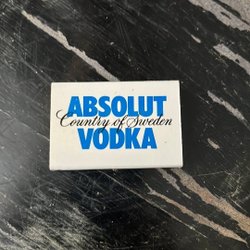 ABSOLUT
Country of Sweden
VODKA